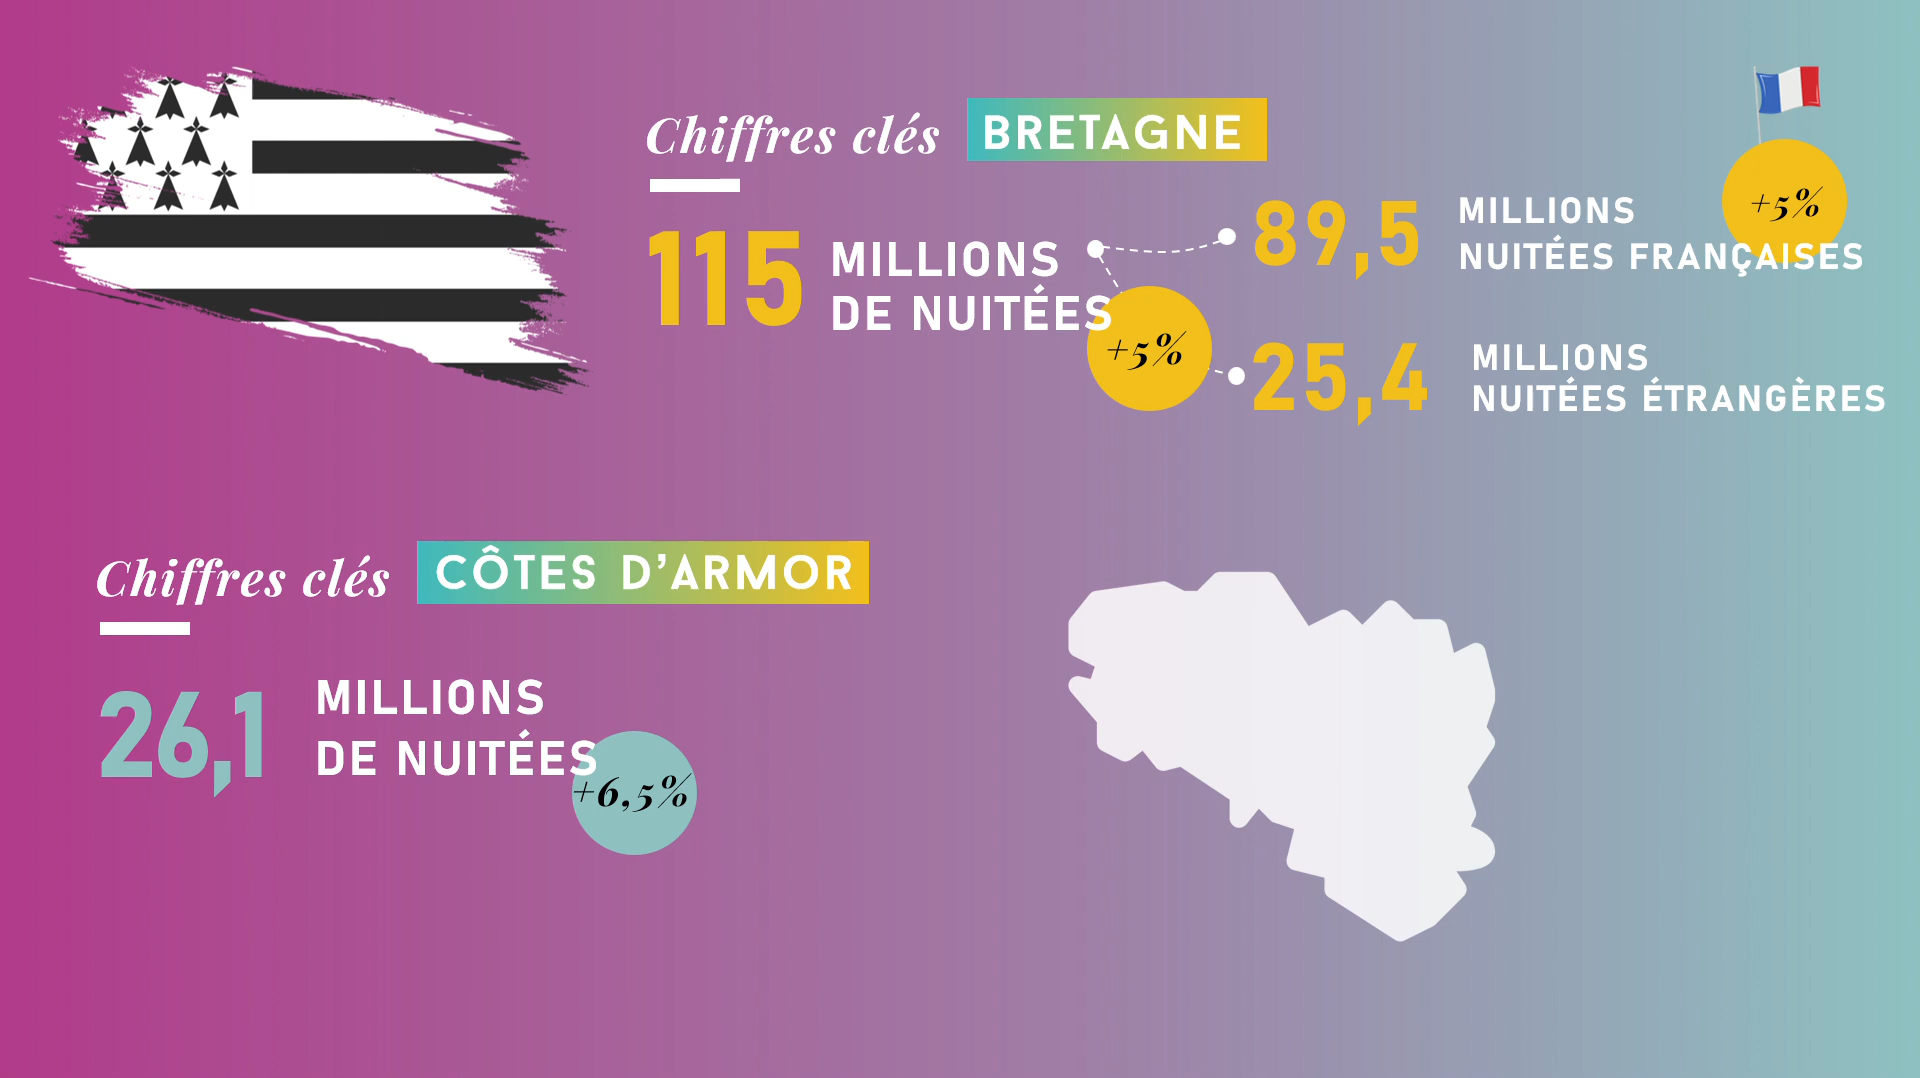 Chiffres clés BRETAGNE
115 MILLIONS
DE NUITÉES
+5%
89,5 MILLIONS
NUITÉES FRANÇAISES
+5%
25,4 MILLIONS
NUITÉES ÉTRANGÈRES
Chiffres clés CÔTES D’ARMOR
26,1 MILLIONS
DE NUITÉES
+6,5%